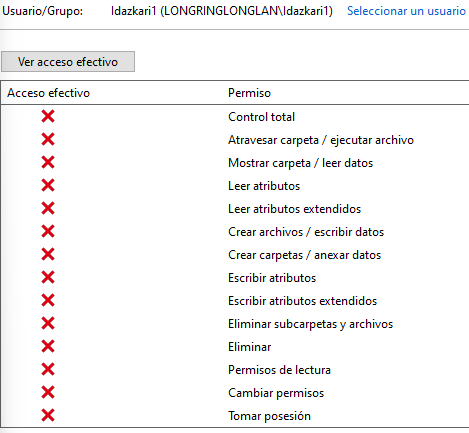 Usuario/Grupo: Idazkari1 (LONGRINGLONGLAN\Idazkari1) Seleccionar un usuario
Ver acceso efectivo
Acceso efectivo Permiso
Control total
Atravesar carpeta / ejecutar archivo
Mostrar carpeta / leer datos
Leer atributos
Leer atributos extendidos
Crear archivos / escribir datos
Crear carpetas / anexar datos
Escribir atributos
Escribir atributos extendidos
Eliminar subcarpetas y archivos
Eliminar
Permisos de lectura
Cambiar permisos
Tomar posesión